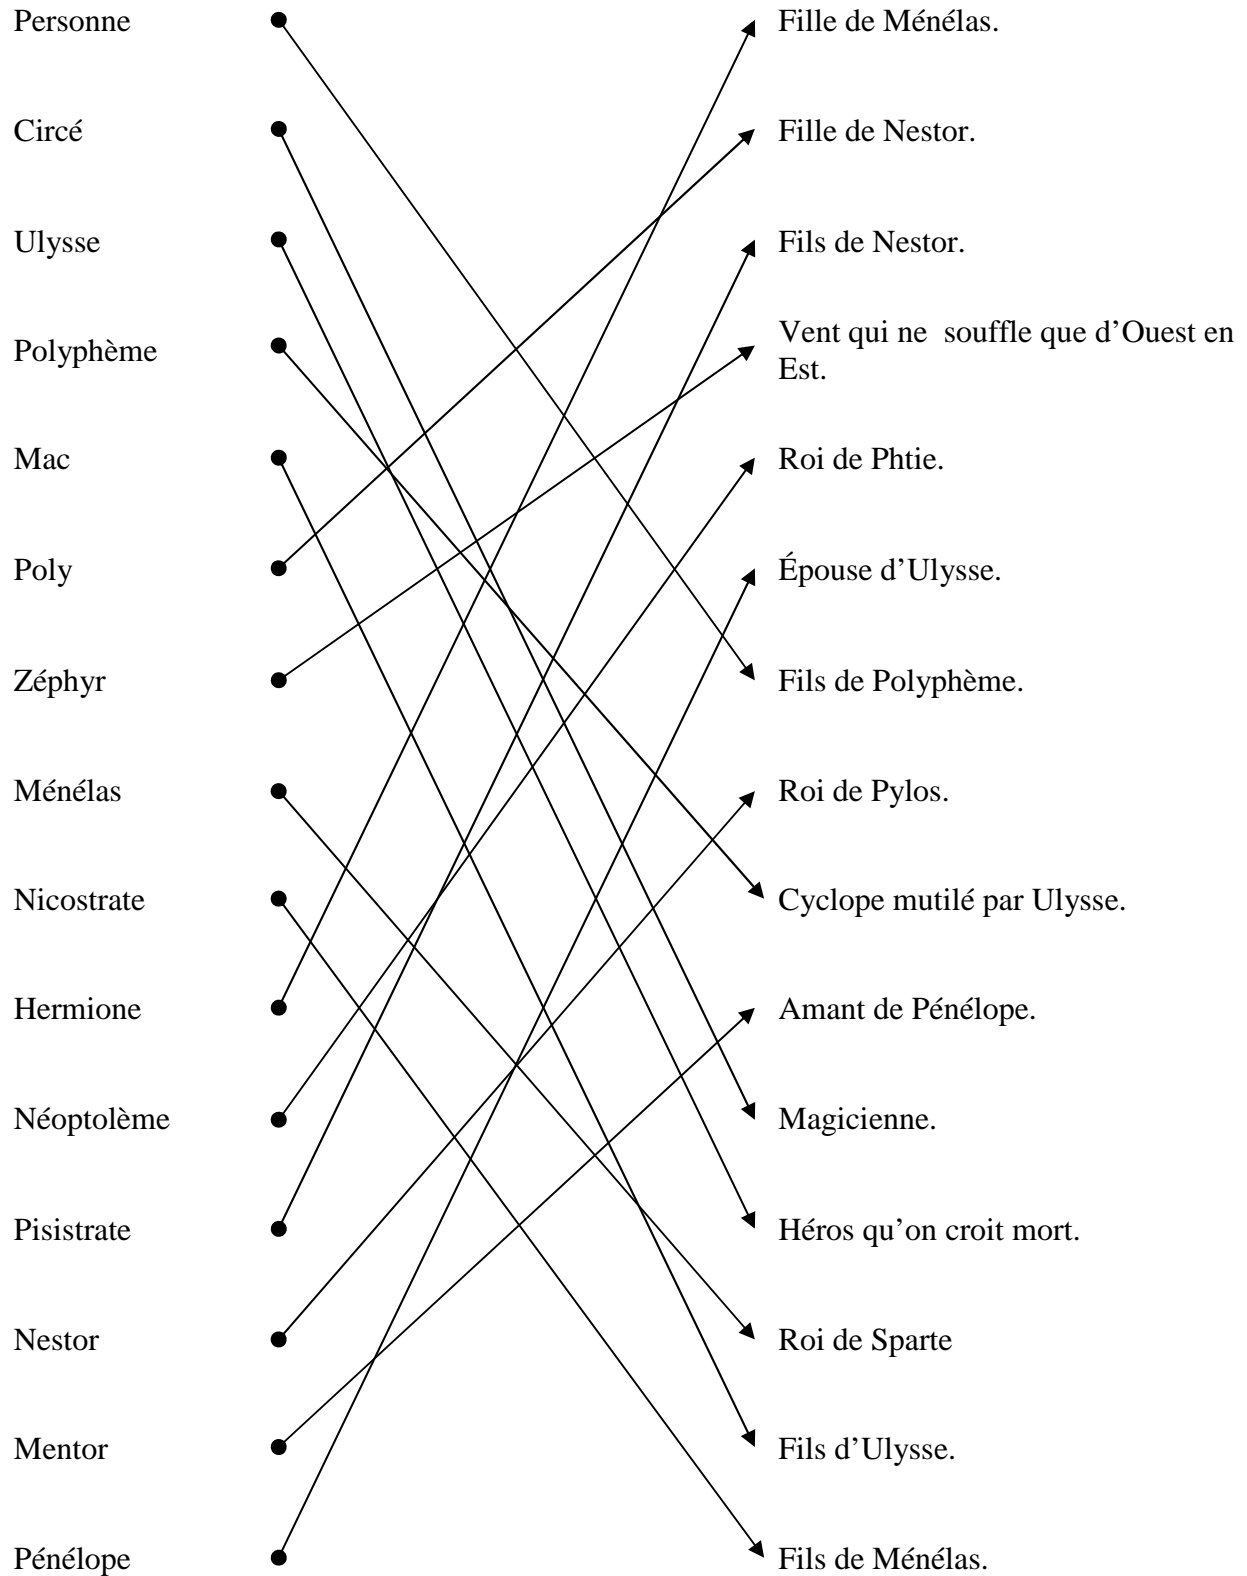 Personne Fille de Ménélas.
Circé Fille de Nestor.
Ulysse Fils de Nestor.
Polyphème Vent qui ne souffle que d’Ouest en
Est.
Mac Roi de Phtie.
Poly Épouse d’Ulysse.
Zéphyr Fils de Polyphème.
Ménélas Roi de Pylos.
Nicostrate Cyclope mutilé par Ulysse.
Hermione Amant de Pénélope.
Néoptolème Magicienne.
Pisistrate Héros qu’on croit mort.
Nestor Roi de Sparte
Mentor Fils d’Ulysse.
Pénélope Fils de Ménélas.